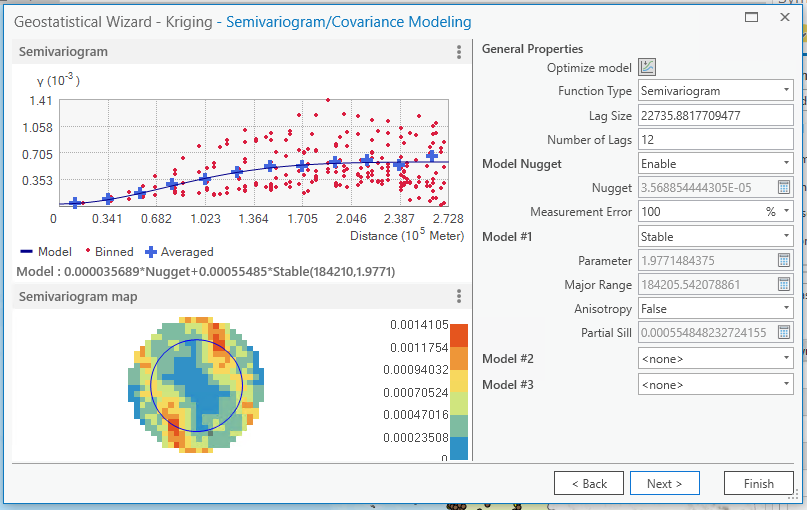 Geostatistical Wizard - Kriging - Semivariogram/Covariance Modeling
Semivariogram
γ (10⁻³)
1.41
1.058
0.705
0.353
0 0.341 0.682 1.023 1.364 1.705 2.046 2.387 2.728
Distance (10⁵ Meter)
Model Binned Averaged
Model : 0.000035689*Nugget+0.00055485*Stable(184210,1.9771)
Semivariogram map
0.0014105
0.0011754
0.00094032
0.00070524
0.00047016
0.00023508
0
General Properties
Optimize model
Function Type Semivariogram
Lag Size 22735.8817709477
Number of Lags 12
Model Nugget Enable
Nugget 3.568854444305E-05
Measurement Error 100 %
Model #1 Stable
Parameter 1.9771484375
Major Range 184205.542078861
Anisotropy False
Partial Sill 0.000554848232724155
Model #2 <none>
Model #3 <none>
< Back Next > Finish